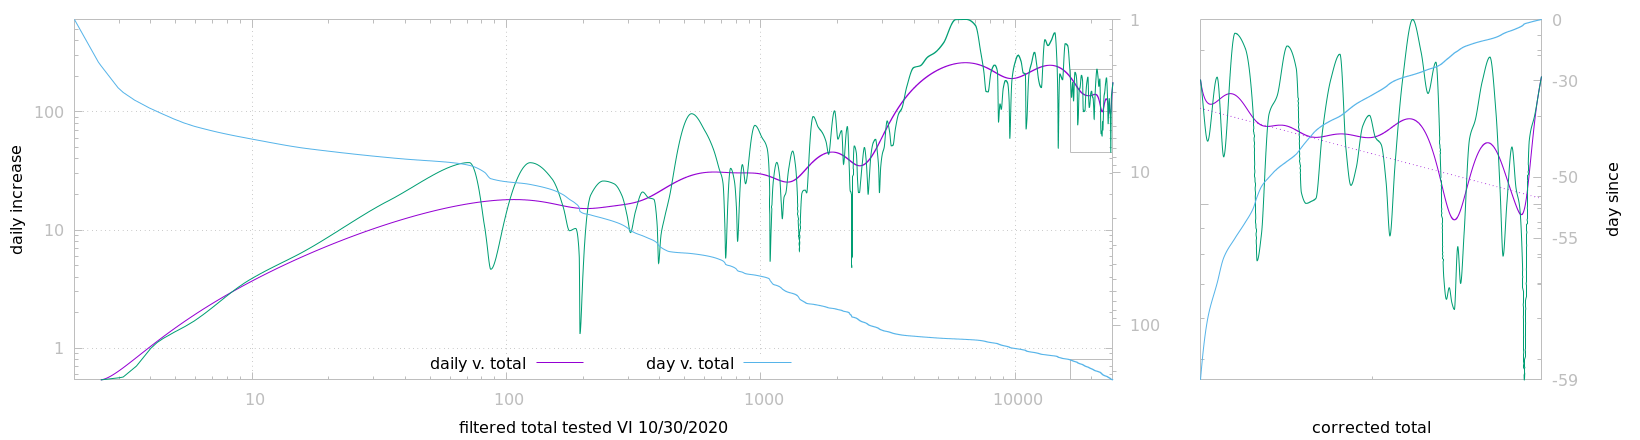 1
0
100
-30
daily increase
10
-50
day since
10
-55
100
1
daily v. total
day v. total
-59
10
100
1000
10000
filtered total tested VI 10/30/2020
corrected total